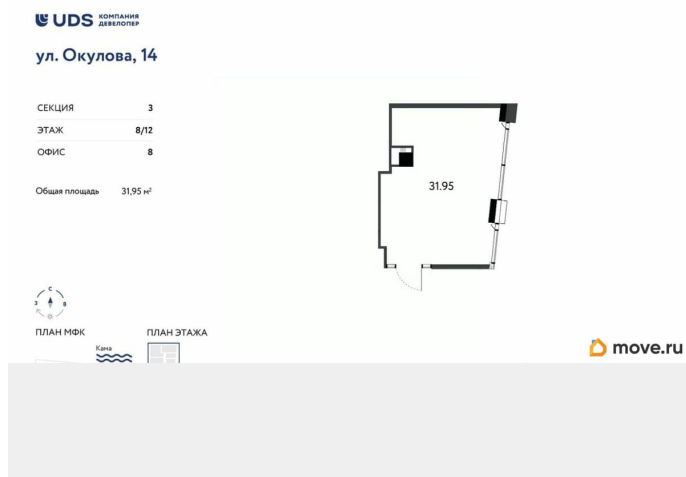 UDS КОМПАНИЯ ДЕВЕЛОПЕР
ул. Окулова, 14
СЕКЦИЯ 3
ЭТАЖ 8/12
ОФИС 8
Общая площадь 31,95 м²
31.95
С
З В
ПЛАН МФК ПЛАН ЭТАЖА
Кама
move.ru